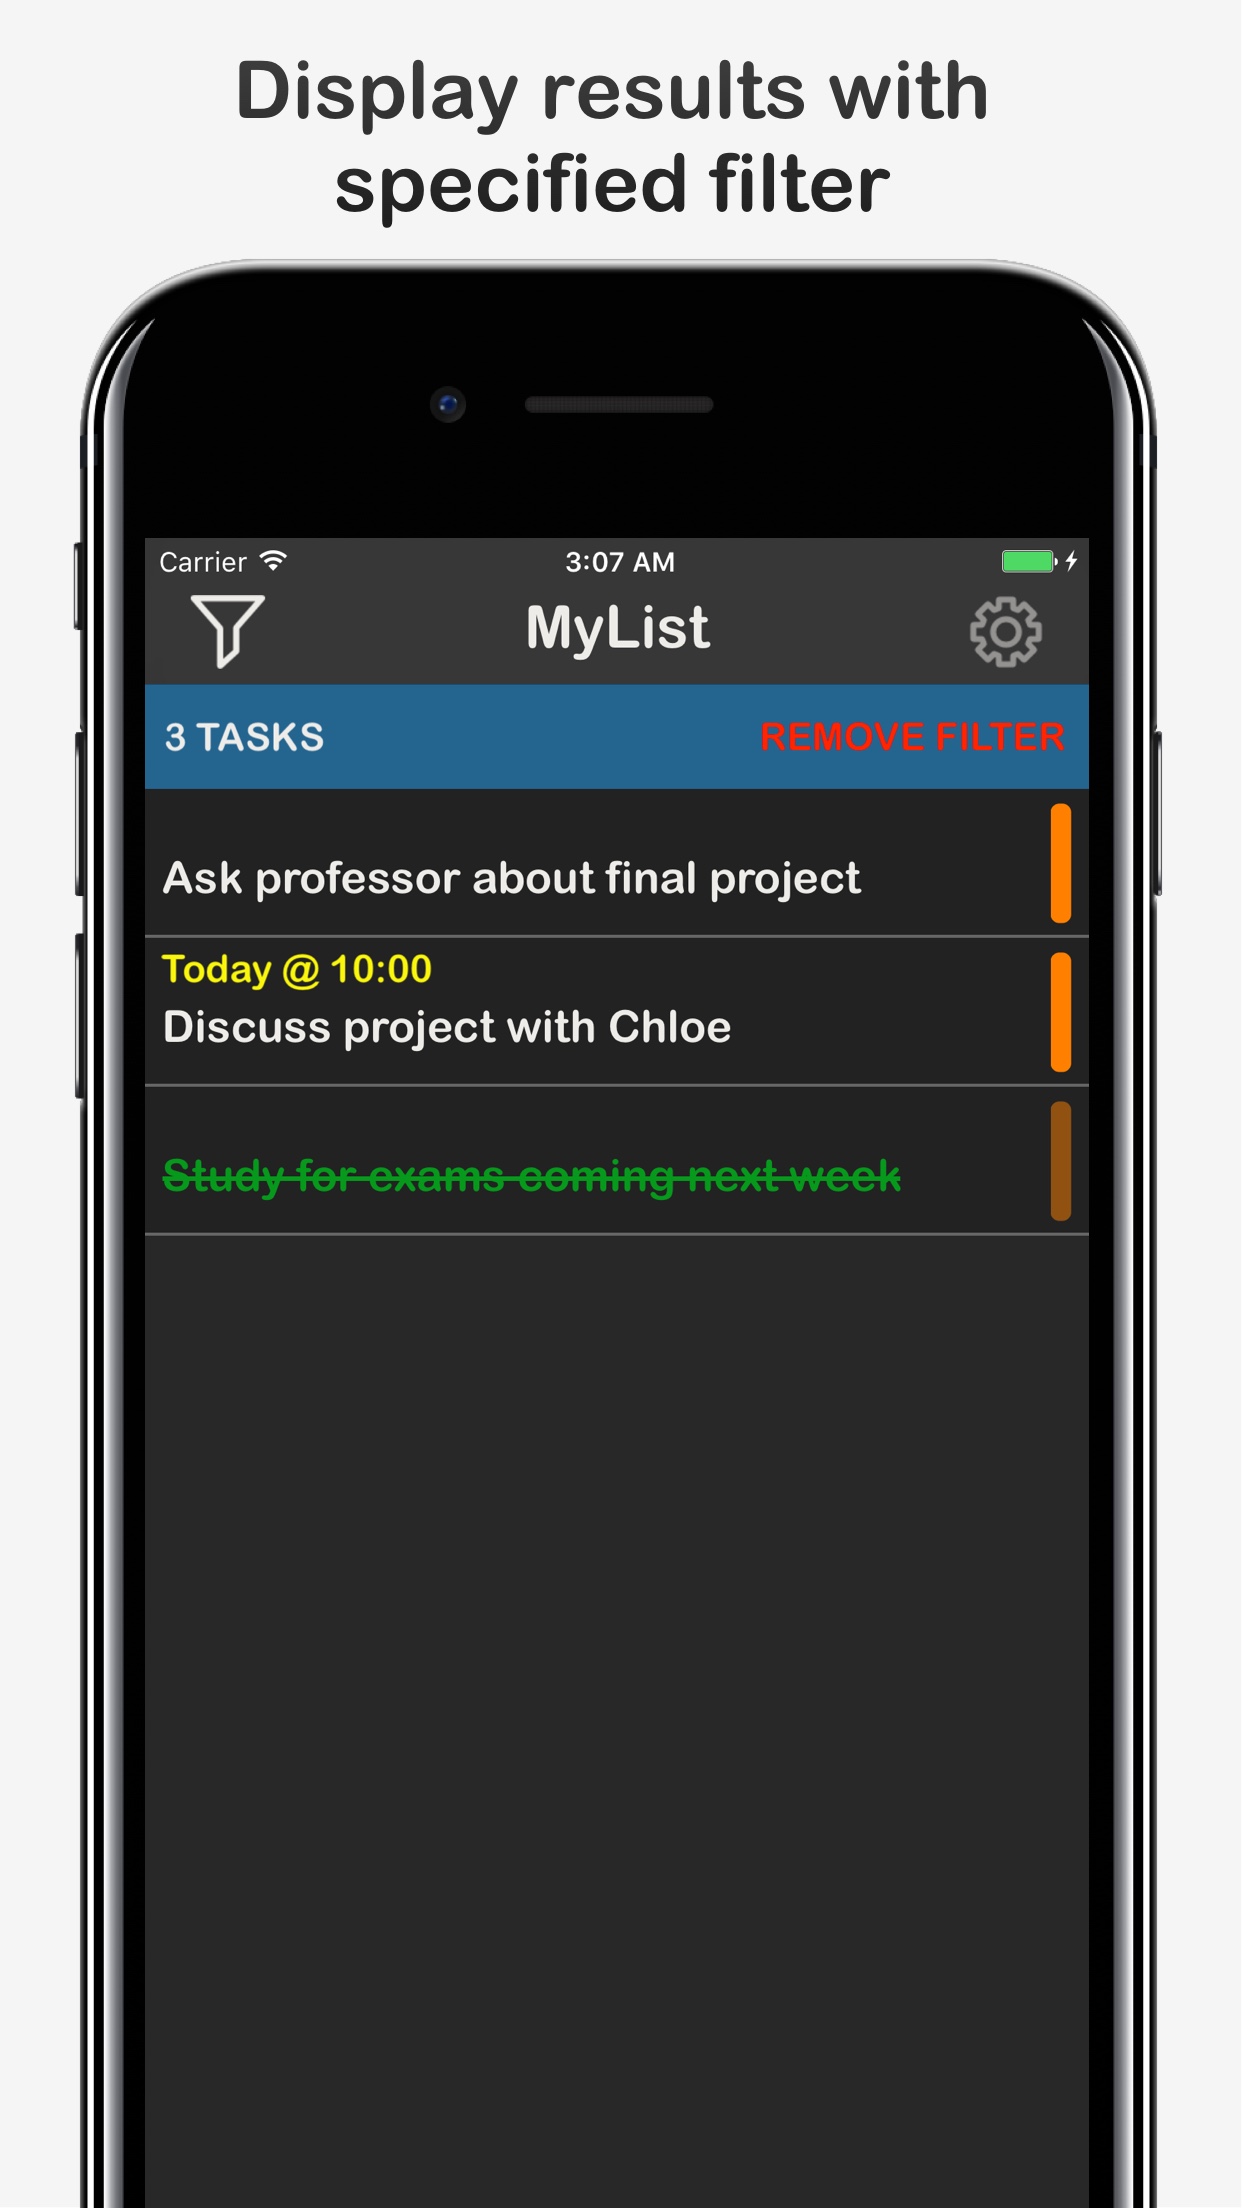 Display results with
specified filter
Carrier
3:07 AM
MyList
3 TASKS
REMOVE FILTER
Ask professor about final project
Today @ 10:00
Discuss project with Chloe
Study for exams coming next week